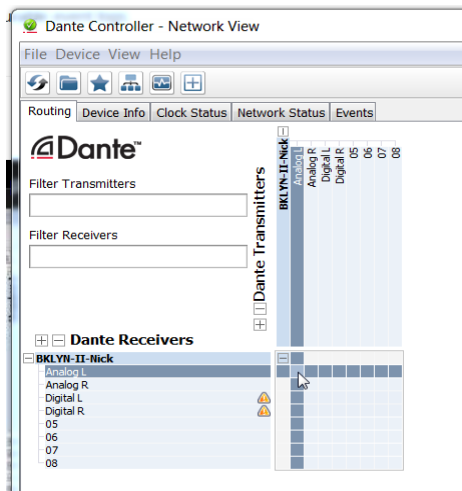 Dante Controller - Network View
File Device View Help
Routing Device Info Clock Status Network Status Events
Dante™
Filter Transmitters
Filter Receivers
Dante Transmitters
BKLYN-II-Nick
Analog L
Analog R
Digital L
Digital R
05
06
07
08
Dante Receivers
BKLYN-II-Nick
Analog L
Analog R
Digital L
Digital R
05
06
07
08